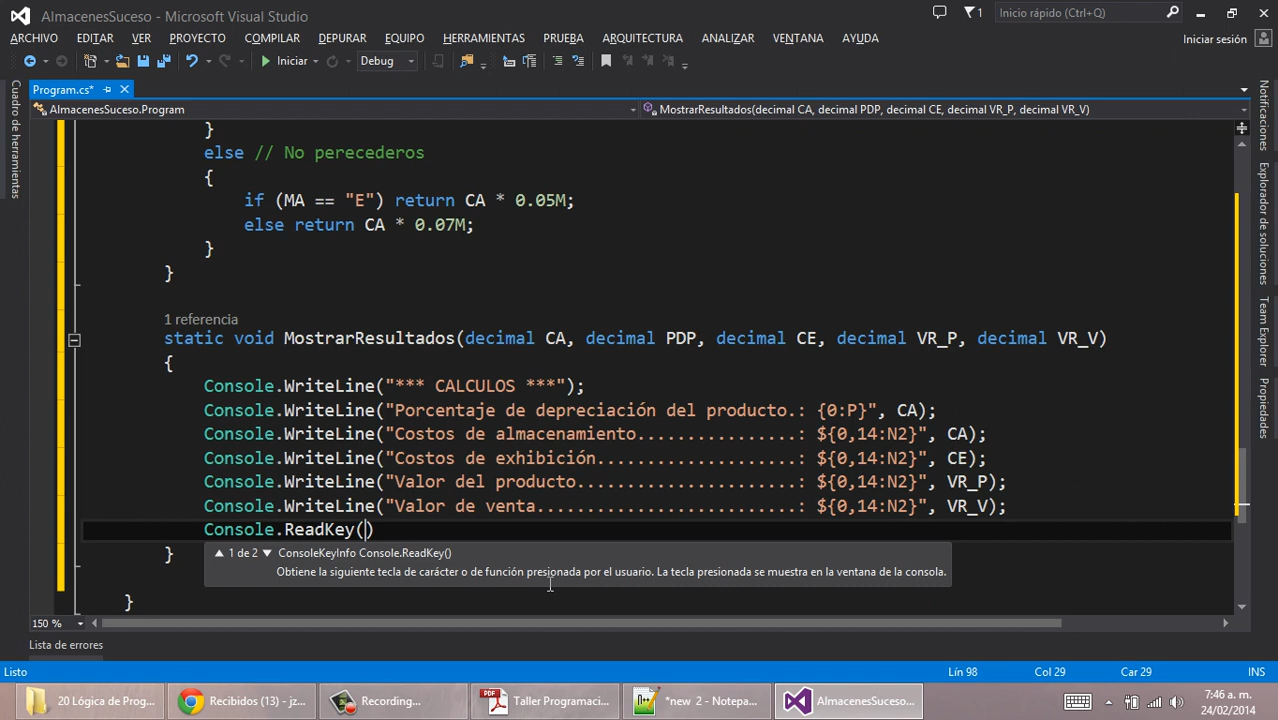 AlmacenesSuceso - Microsoft Visual Studio
1
Inicio rápido (Ctrl+Q)
ARCHIVO EDITAR VER PROYECTO COMPILAR DEPURAR EQUIPO HERRAMIENTAS PRUEBA ARQUITECTURA ANALIZAR VENTANA AYUDA
Iniciar sesión
Iniciar
Debug
Cuadro de herramientas
Program.cs*
AlmacenesSuceso.Program
MostrarResultados(decimal CA, decimal PDP, decimal CE, decimal VR_P, decimal VR_V)
}
else // No perecederos
{
if (MA == "E") return CA * 0.05M;
else return CA * 0.07M;
}
}
1 referencia
static void MostrarResultados(decimal CA, decimal PDP, decimal CE, decimal VR_P, decimal VR_V)
{
Console.WriteLine("*** CALCULOS ***");
Console.WriteLine("Porcentaje de depreciación del producto.: {0:P}", CA);
Console.WriteLine("Costos de almacenamiento................: ${0,14:N2}", CA);
Console.WriteLine("Costos de exhibición....................: ${0,14:N2}", CE);
Console.WriteLine("Valor del producto......................: ${0,14:N2}", VR_P);
Console.WriteLine("Valor de venta..........................: ${0,14:N2}", VR_V);
Console.ReadKey()
}
1 de 2 ConsoleKeyInfo Console.ReadKey()
Obtiene la siguiente tecla de carácter o de función presionada por el usuario. La tecla presionada se muestra en la ventana de la consola.
}
Notificaciones
Explorador de soluciones
Team Explorer
Propiedades
150 %
Lista de errores
Listo
Lín 98
Col 29
Car 29
INS
20 Lógica de Prog...
Recibidos (13) - jz...
Recording...
Taller Programaci...
*new 2 - Notepa...
AlmacenesSuceso...
7:46 a. m.
24/02/2014